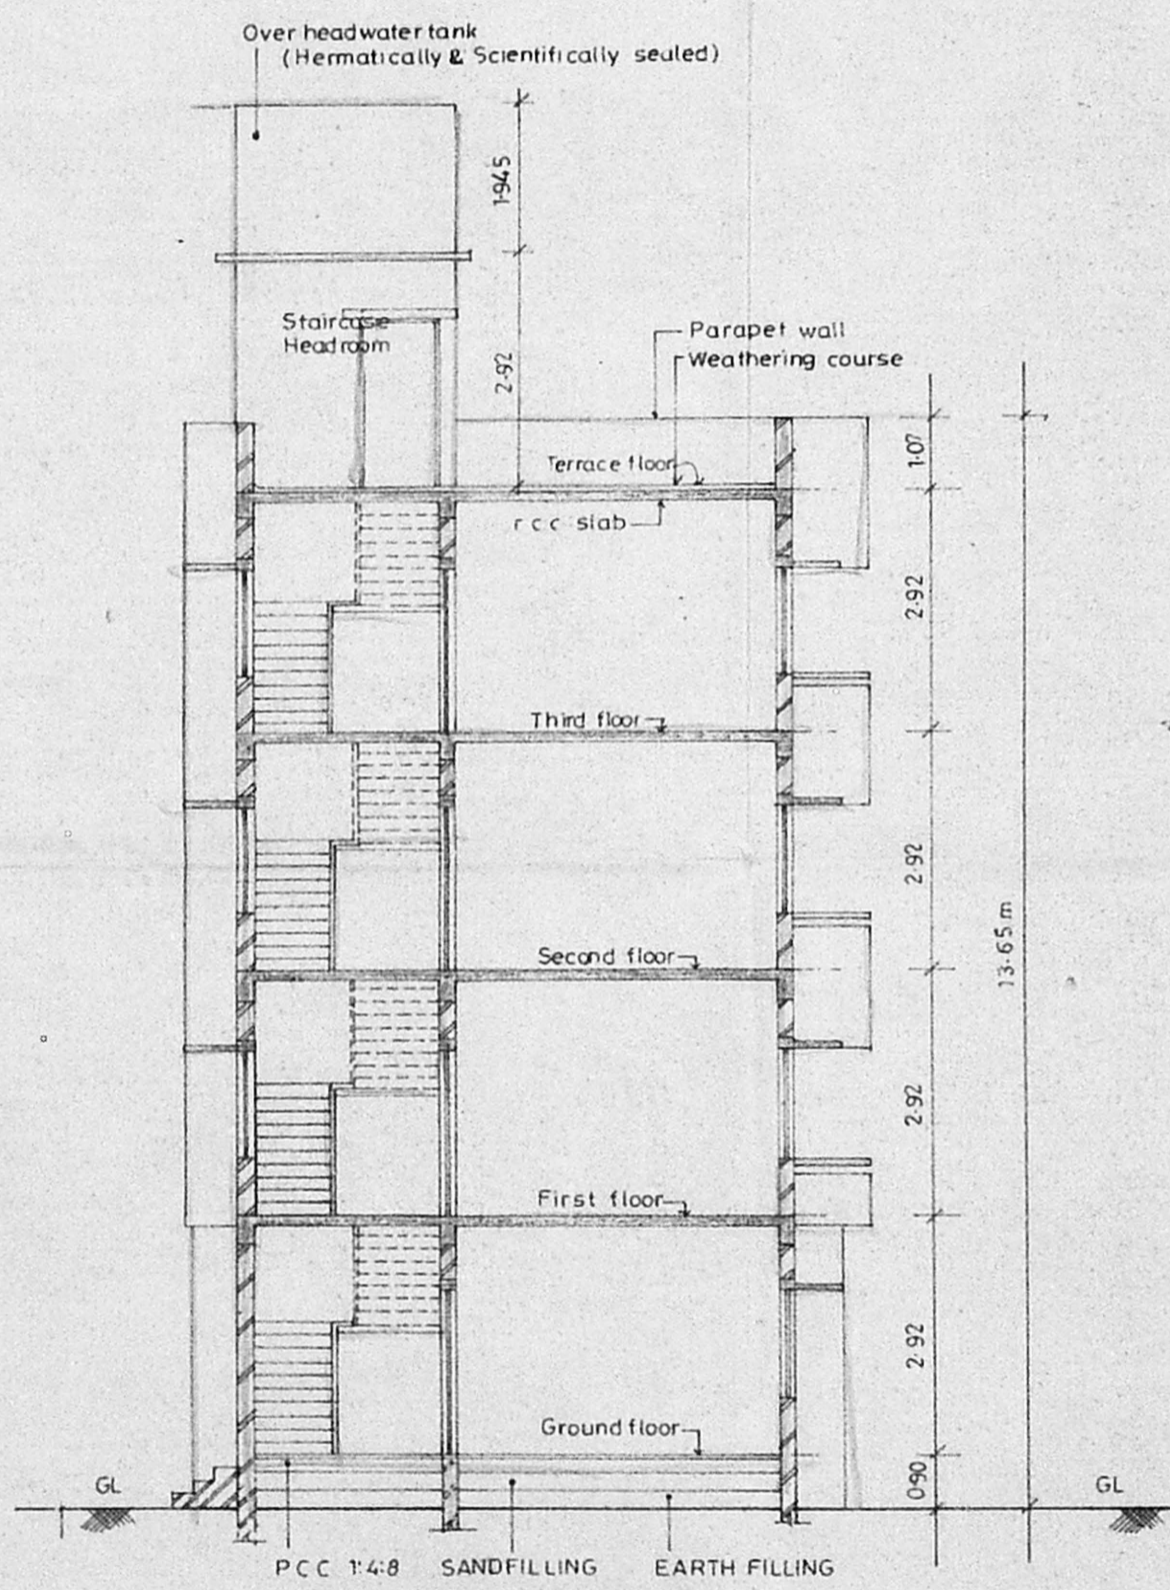 Over headwater tank
(Hermatically & Scientifically sealed)
1.945
Staircase
Headroom
2.92
Parapet wall
Weathering course
1.07
Terrace floor
r c c slab
2.92
Third floor
2.92
13.65m
Second floor
2.92
First floor
2.92
Ground floor
0.90
GL
GL
PCC 1:4:8
SANDFILLING
EARTH FILLING